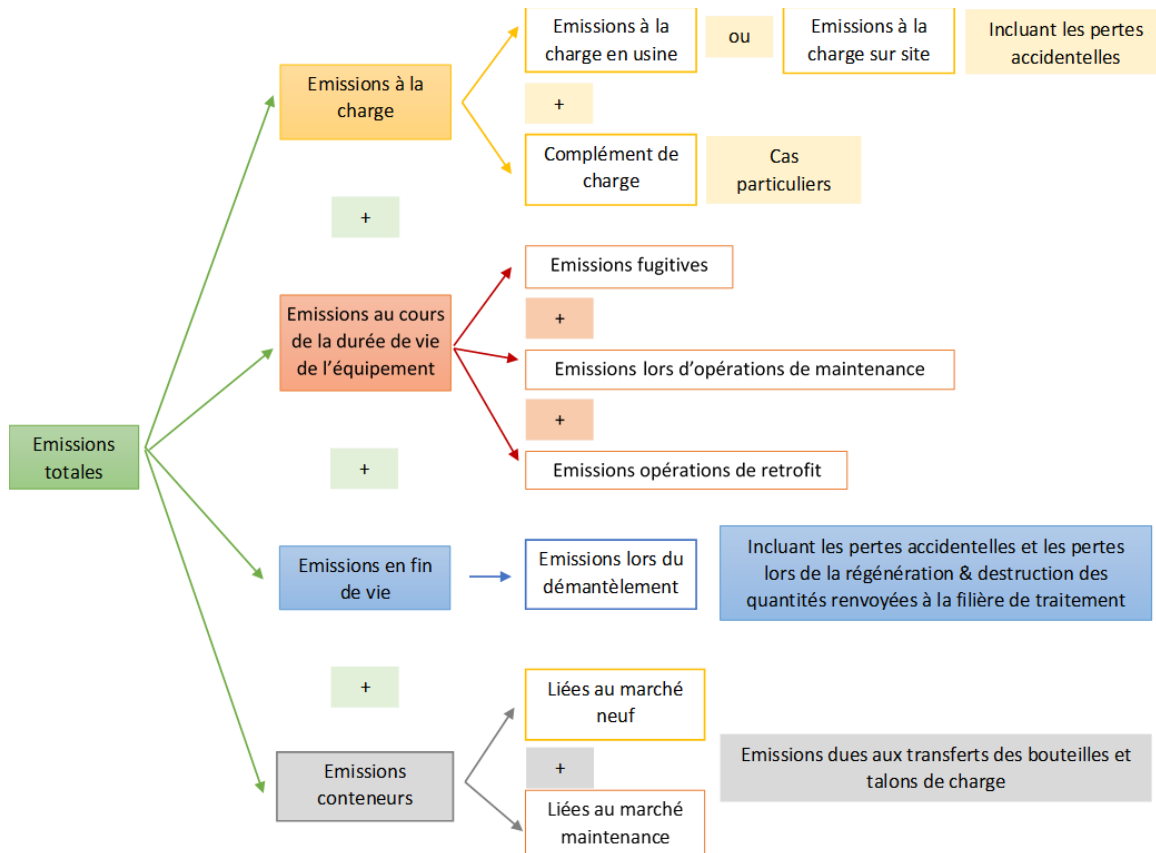 Emissions à la
charge en usine
ou
Emissions à la
charge sur site
Incluant les pertes
accidentelles
Emissions à la
charge
+
Complément de
charge
Cas
particuliers
+
Emissions fugitives
Emissions au cours
de la durée de vie
de l’équipement
+
Emissions lors d’opérations de maintenance
+
Emissions
totales
+
Emissions opérations de retrofit
Emissions en fin
de vie
Emissions lors du
démantèlement
Incluant les pertes accidentelles et les pertes
lors de la régénération & destruction des
quantités renvoyées à la filière de traitement
+
Liées au marché
neuf
Emissions
conteneurs
+
Emissions dues aux transferts des bouteilles et
talons de charge
Liées au marché
maintenance